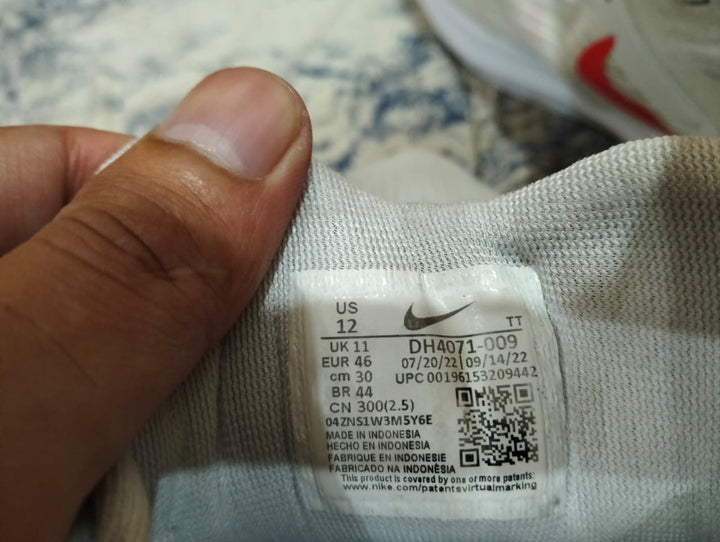 US
12
TT
UK 11
DH4071-009
EUR 46
07/20/22 09/14/22
cm 30
UPC 00196153209442
BR 44
CN 300(2.5)
04ZNS1W3M5Y6E
MADE IN INDONESIA
HECHO EN INDONESIA
FABRIQUE EN INDONESIE
FABRICADO NA INDONÈSIA
This product is covered by one or more patents:
www.nike.com/patentsvirtualmarking